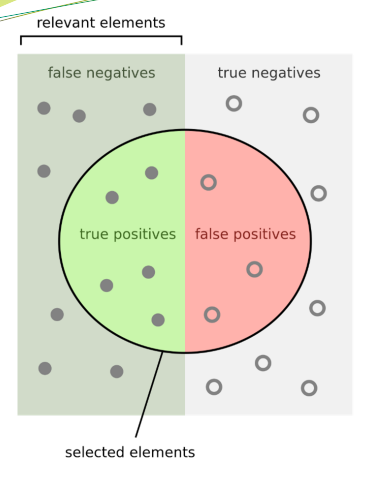 relevant elements
false negatives
true negatives
true positives
false positives
selected elements